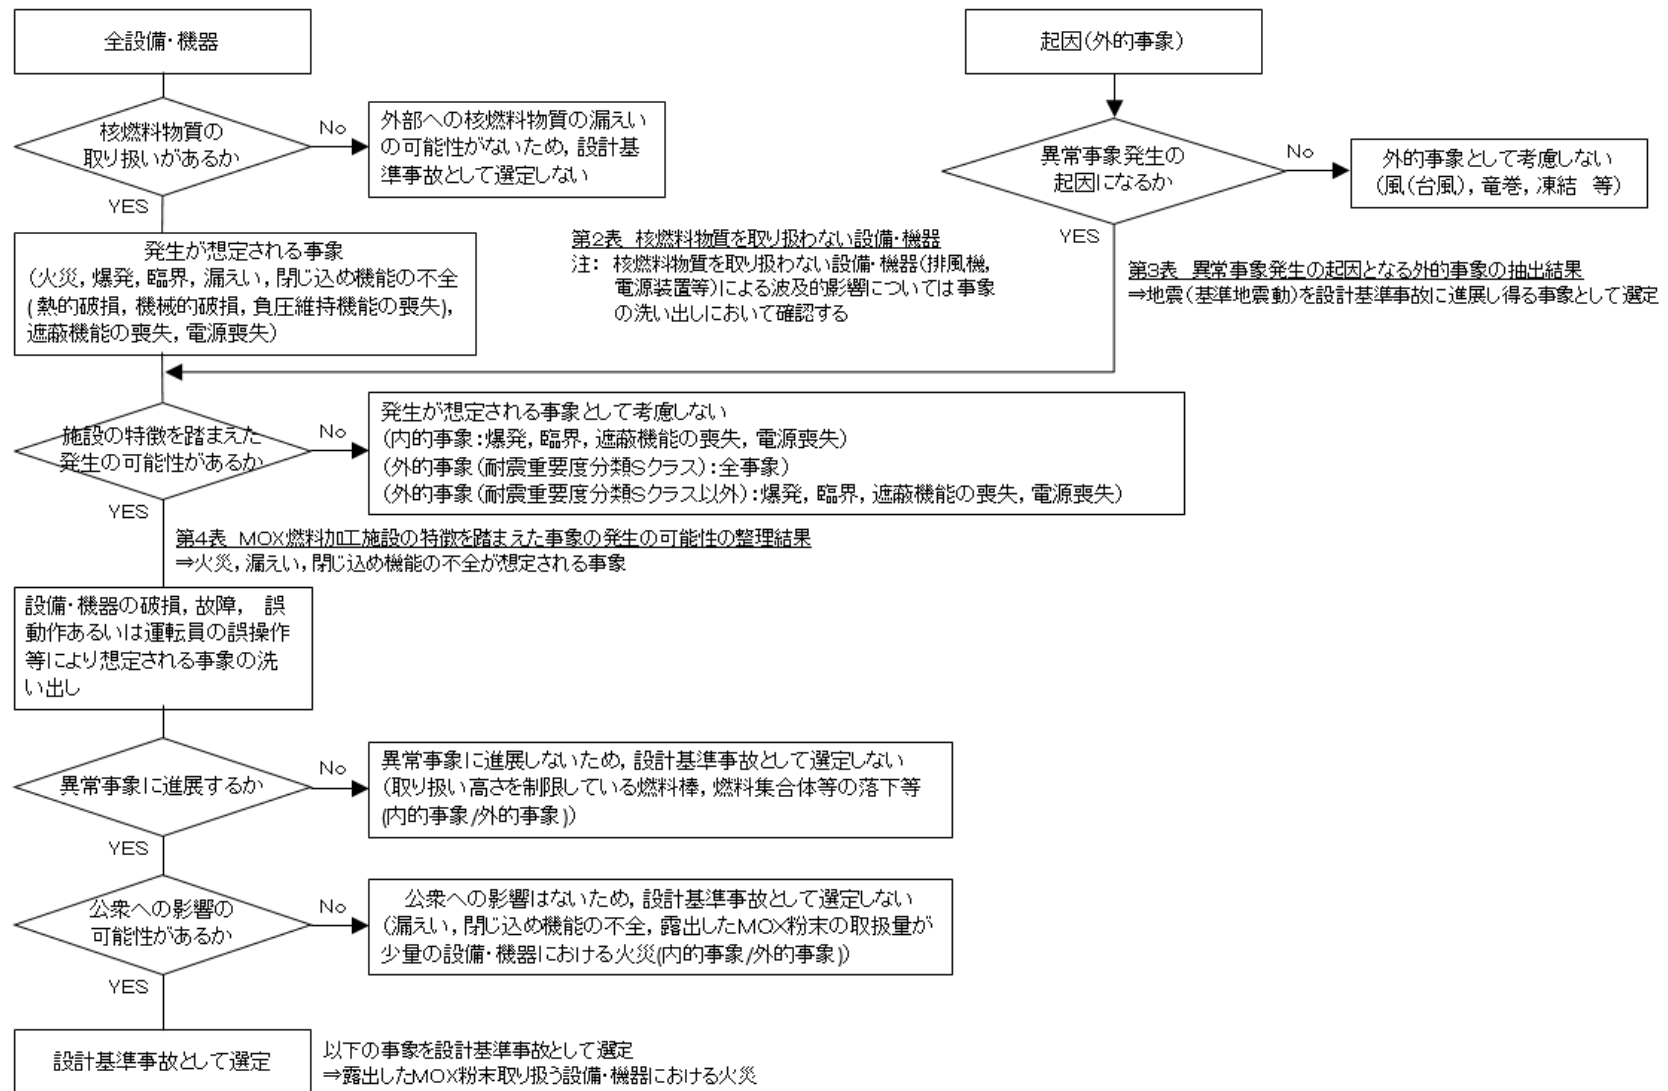 全設備・機器
起因(外的事象)
核燃料物質の
取り扱いがあるか
No
外部への核燃料物質の漏えい
の可能性がないため, 設計基
準事故として選定しない
異常事象発生の
起因になるか
No
外的事象として考慮しない
(風(台風), 竜巻, 凍結 等)
YES
YES
発生が想定される事象
(火災, 爆発, 臨界, 漏えい, 閉じ込め機能の不全
(熱的破損, 機械的破損, 負圧維持機能の喪失),
遮蔽機能の喪失, 電源喪失)
第2表 核燃料物質を取り扱わない設備・機器
注: 核燃料物質を取り扱わない設備・機器(排風機,
電源装置等)による波及的影響については事象
の洗い出しにおいて確認する
第3表 異常事象発生の起因となる外的事象の抽出結果
⇒地震(基準地震動)を設計基準事故に進展し得る事象として選定
施設の特徴を踏まえた
発生の可能性があるか
No
発生が想定される事象として考慮しない
(内的事象:爆発, 臨界, 遮蔽機能の喪失, 電源喪失)
(外的事象(耐震重要度分類Sクラス):全事象)
(外的事象(耐震重要度分類Sクラス以外):爆発, 臨界, 遮蔽機能の喪失, 電源喪失)
YES
第4表 MOX燃料加工施設の特徴を踏まえた事象の発生の可能性の整理結果
⇒火災, 漏えい, 閉じ込め機能の不全が想定される事象
設備・機器の破損, 故障, 誤
動作あるいは運転員の誤操作
等により想定される事象の洗
い出し
異常事象に進展するか
No
異常事象に進展しないため, 設計基準事故として選定しない
(取り扱い高さを制限している燃料棒, 燃料集合体等の落下等
(内的事象/外的事象))
YES
公衆への影響の
可能性があるか
No
公衆への影響はないため, 設計基準事故として選定しない
(漏えい, 閉じ込め機能の不全, 露出したMOX粉末の取扱量が
少量の設備・機器における火災(内的事象/外的事象))
YES
設計基準事故として選定
以下の事象を設計基準事故として選定
⇒露出したMOX粉末取り扱う設備・機器における火災